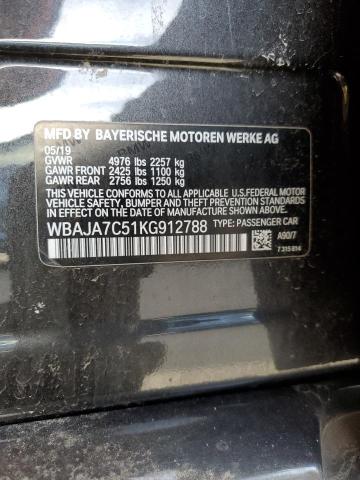 MFD BY BAYERISCHE MOTOREN WERKE AG
05/19
GVWR 4976 lbs 2257 kg
GAWR FRONT 2425 lbs 1100 kg
GAWR REAR 2756 lbs 1250 kg
THIS VEHICLE CONFORMS TO ALL APPLICABLE U.S. FEDERAL MOTOR
VEHICLE SAFETY, BUMPER AND THEFT PREVENTION STANDARDS
IN EFFECT ON THE DATE OF MANUFACTURE SHOWN ABOVE.
WBAJA7C51KG912788 TYPE: PASSENGER CAR
A90/7
7 315 814